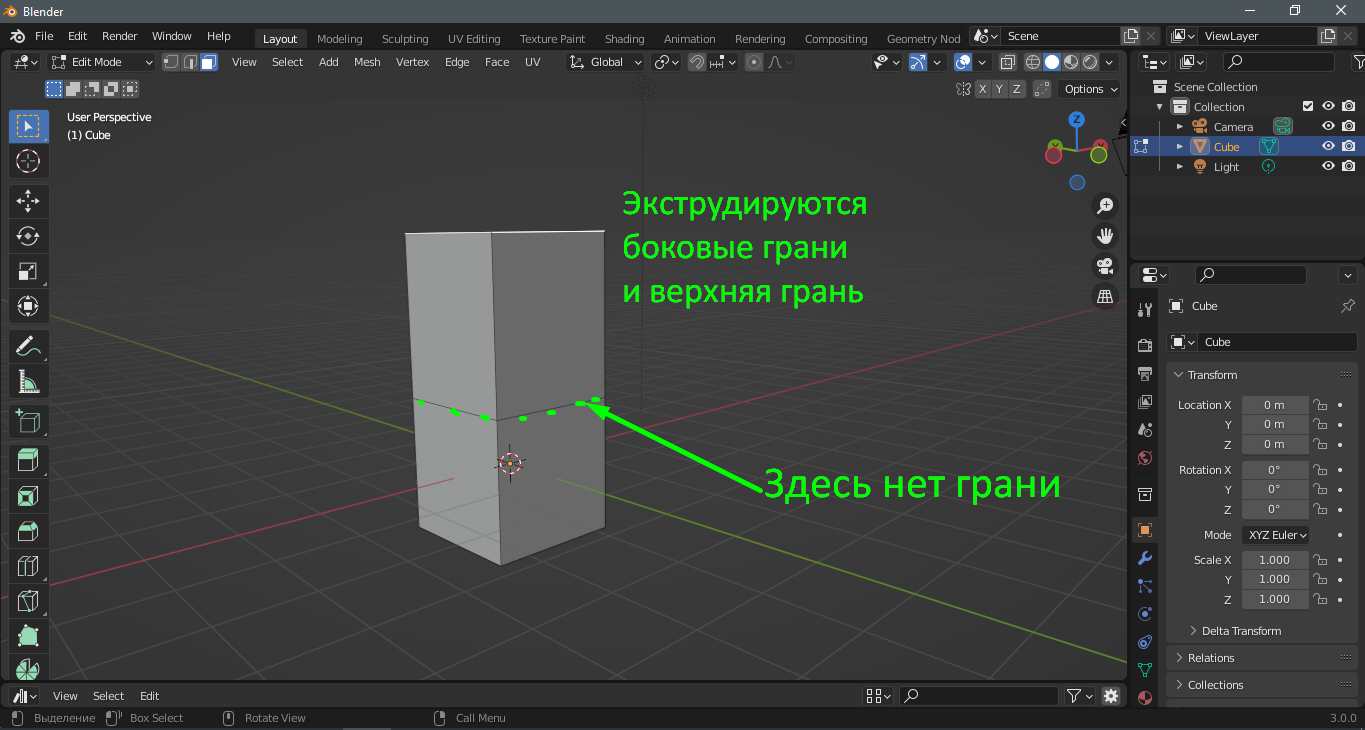 Blender
File Edit Render Window Help Layout Modeling Sculpting UV Editing Texture Paint Shading Animation Rendering Compositing Geometry Nod Scene ViewLayer
Edit Mode View Select Add Mesh Vertex Edge Face UV Global
X Y Z Options
User Perspective
(1) Cube
Z
Экструдируются
боковые грани
и верхняя грань
Здесь нет грани
Scene Collection
Collection
Camera
Cube
Light
Cube
Cube
Transform
Location X 0 m
Y 0 m
Z 0 m
Rotation X 0°
Y 0°
Z 0°
Mode XYZ Euler
Scale X 1.000
Y 1.000
Z 1.000
Delta Transform
Relations
Collections
View Select Edit
Выделение Box Select Rotate View Call Menu 3.0.0